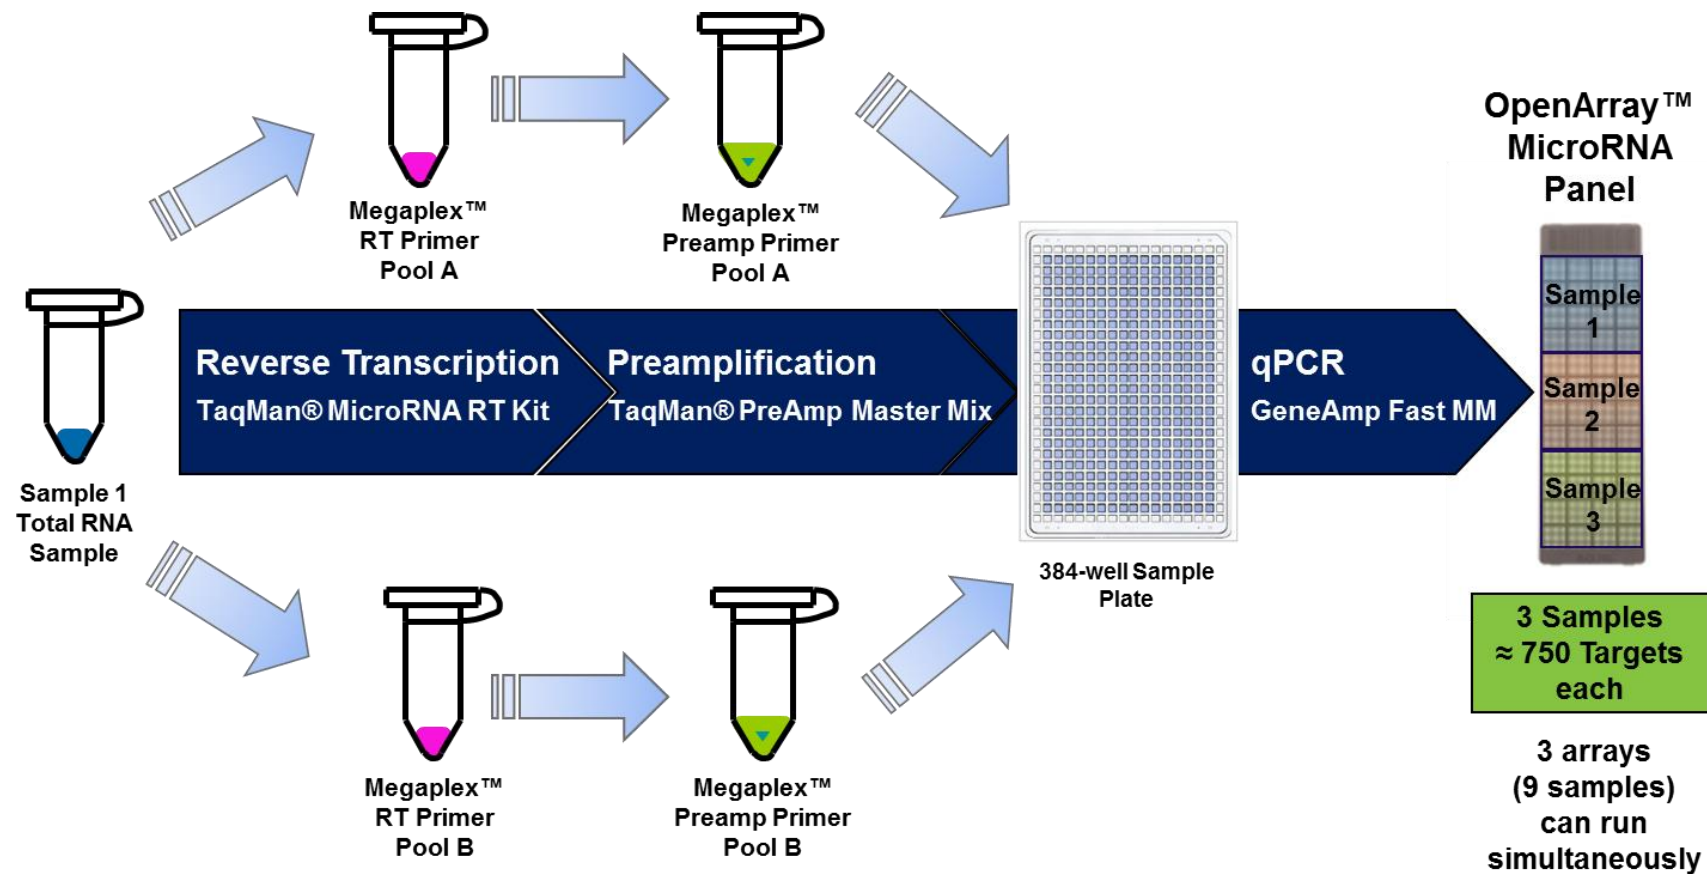 Megaplex™
RT Primer
Pool A
Megaplex™
Preamp Primer
Pool A
OpenArray™
MicroRNA
Panel
Sample 1
Total RNA
Sample
Reverse Transcription
TaqMan® MicroRNA RT Kit
Preamplification
TaqMan® PreAmp Master Mix
qPCR
GeneAmp Fast MM
384-well Sample
Plate
Sample
1
Sample
2
Sample
3
3 Samples
≈ 750 Targets
each
3 arrays
(9 samples)
can run
simultaneously
Megaplex™
RT Primer
Pool B
Megaplex™
Preamp Primer
Pool B